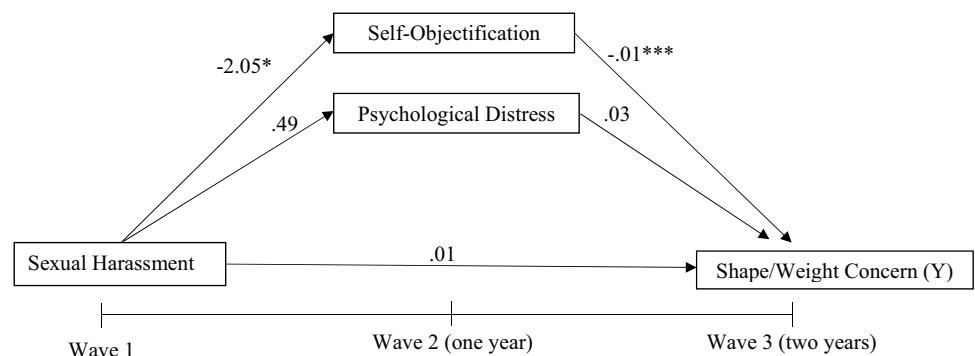 Self-Objectification
-2.05*
-.01***
Psychological Distress
.49
.03
Sexual Harassment
.01
Shape/Weight Concern (Y)
Wave 1
Wave 2 (one year)
Wave 3 (two years)